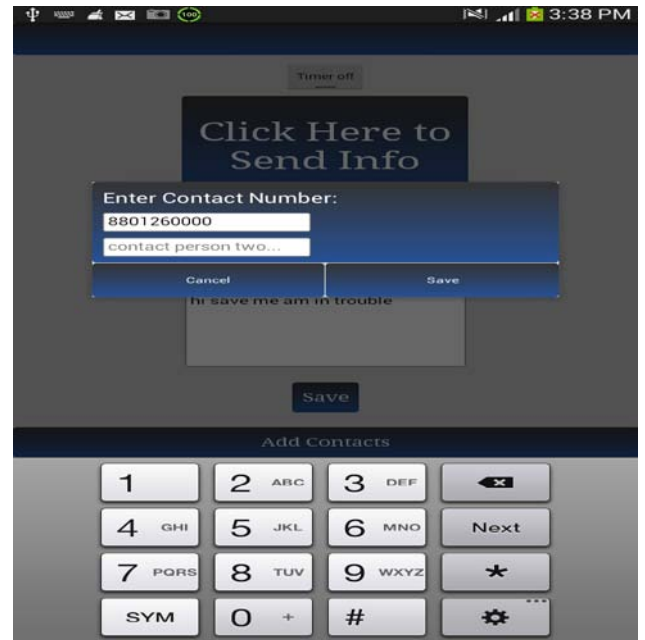 100
3:38 PM
Timer off
Click Here to
Send Info
Enter Contact Number:
8801260000
contact person two...
Cancel Save
hi save me am in trouble
Save
Add Contacts
1 2 ABC 3 DEF
4 GHI 5 JKL 6 MNO Next
7 PQRS 8 TUV 9 WXYZ *
SYM 0 + # ...